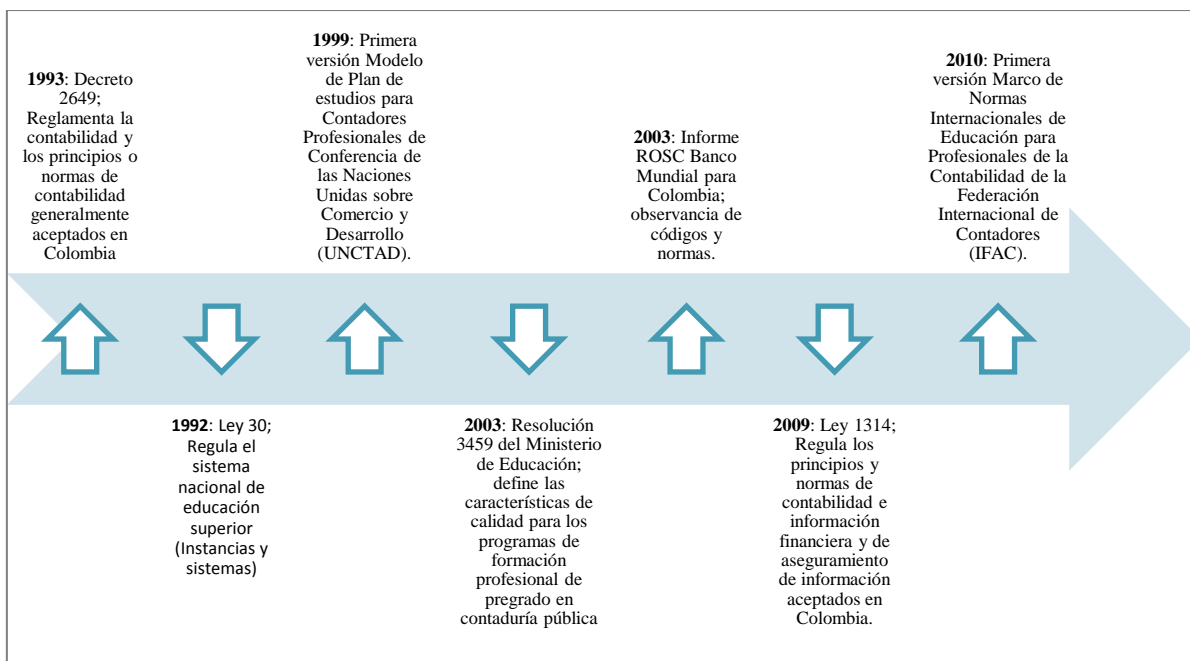 1993: Decreto
2649;
Reglamenta la
contabilidad y
los principios o
normas de
contabilidad
generalmente
aceptados en
Colombia
1992: Ley 30;
Regula el
sistema
nacional de
educación
superior
(Instancias y
sistemas)
1999: Primera
versión Modelo
de Plan de
estudios para
Contadores
Profesionales de
Conferencia de
las Naciones
Unidas sobre
Comercio y
Desarrollo
(UNCTAD).
2003: Resolución
3459 del Ministerio
de Educación;
define las
características de
calidad para los
programas de
formación
profesional de
pregrado en
contaduría pública
2003: Informe
ROSC Banco
Mundial para
Colombia;
observancia de
códigos y
normas.
2009: Ley 1314;
Regula los
principios y
normas de
contabilidad e
información
financiera y de
aseguramiento
de información
aceptados en
Colombia.
2010: Primera
versión Marco de
Normas
Internacionales de
Educación para
Profesionales de la
Contabilidad de la
Federación
Internacional de
Contadores
(IFAC).